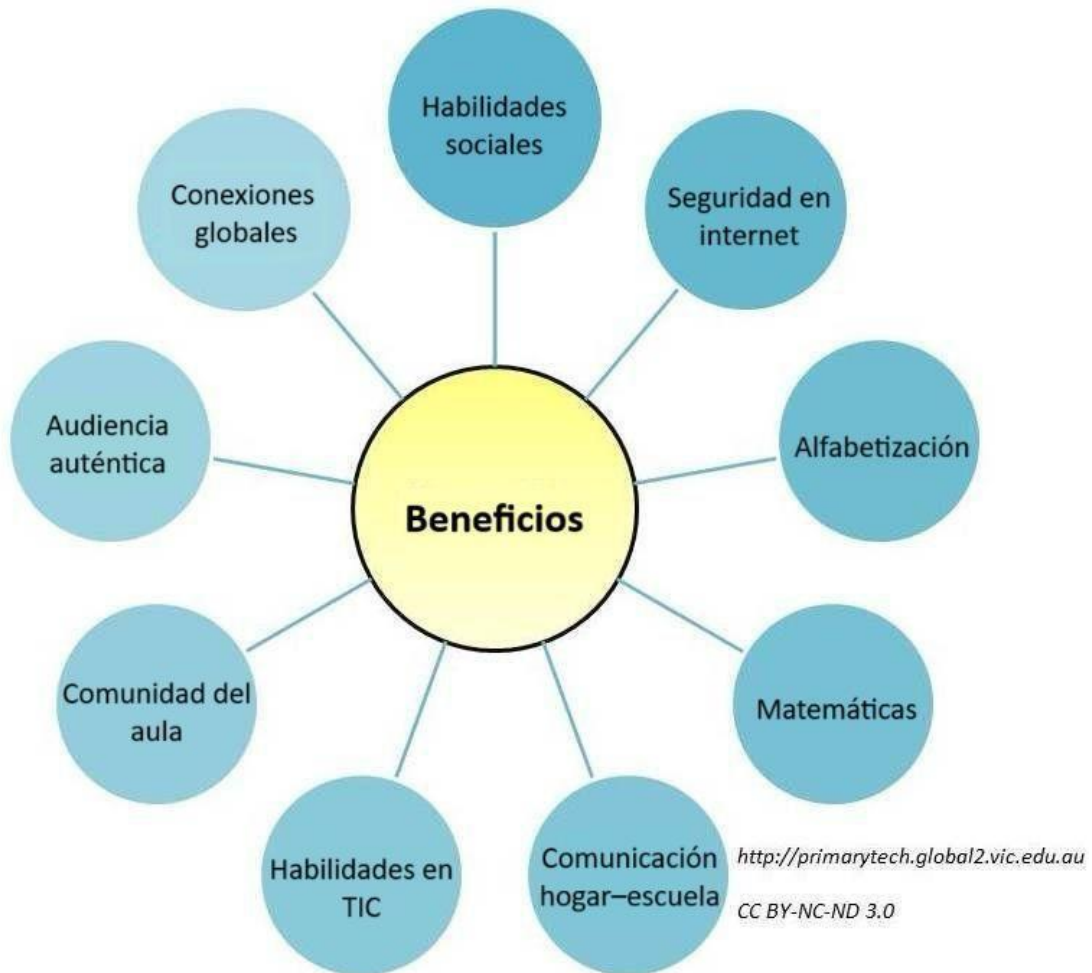 Habilidades
sociales
Seguridad en
internet
Alfabetización
Matemáticas
Comunicación
hogar–escuela
Habilidades en
TIC
Comunidad del
aula
Audiencia
auténtica
Conexiones
globales
Beneficios
http://primarytech.global2.vic.edu.au
CC BY-NC-ND 3.0